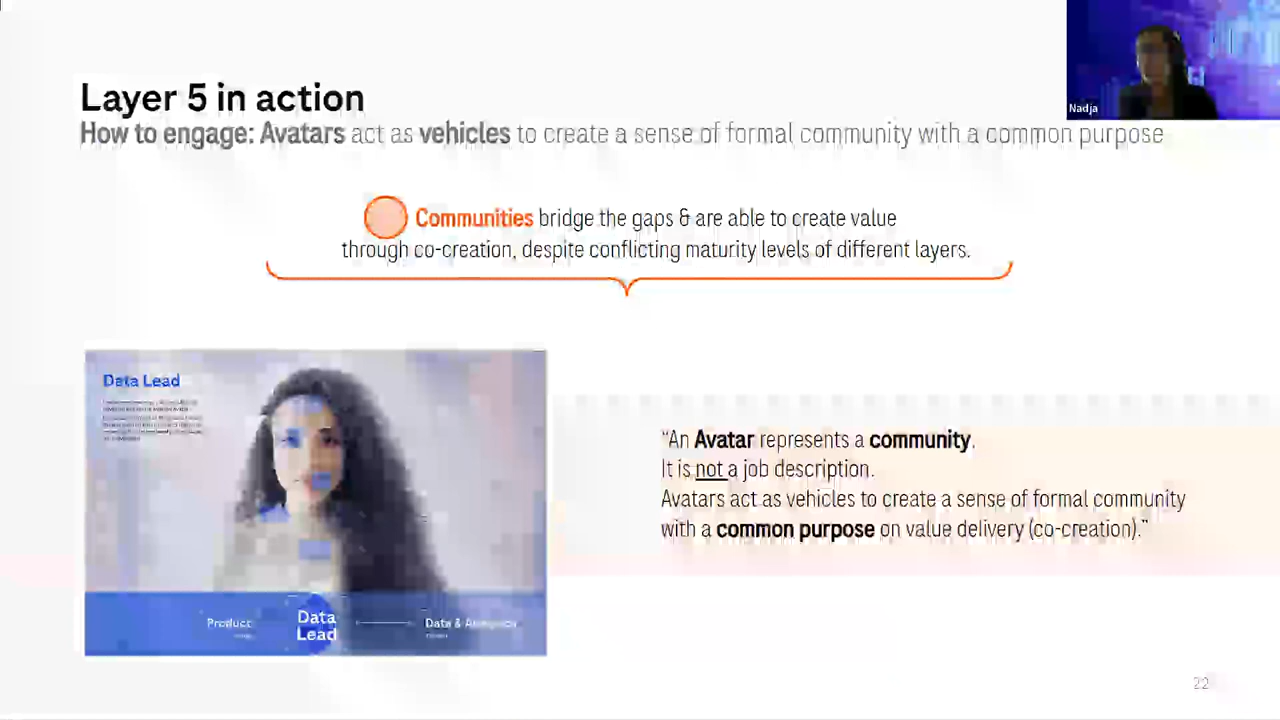 Nadja
Layer 5 in action
How to engage: Avatars act as vehicles to create a sense of formal community with a common purpose
Communities bridge the gaps & are able to create value
through co-creation, despite conflicting maturity levels of different layers.
Data Lead
“An Avatar represents a community.
It is not a job description.
Avatars act as vehicles to create a sense of formal community
with a common purpose on value delivery (co-creation).”
Product
Data
Lead
Data & Analytics
22